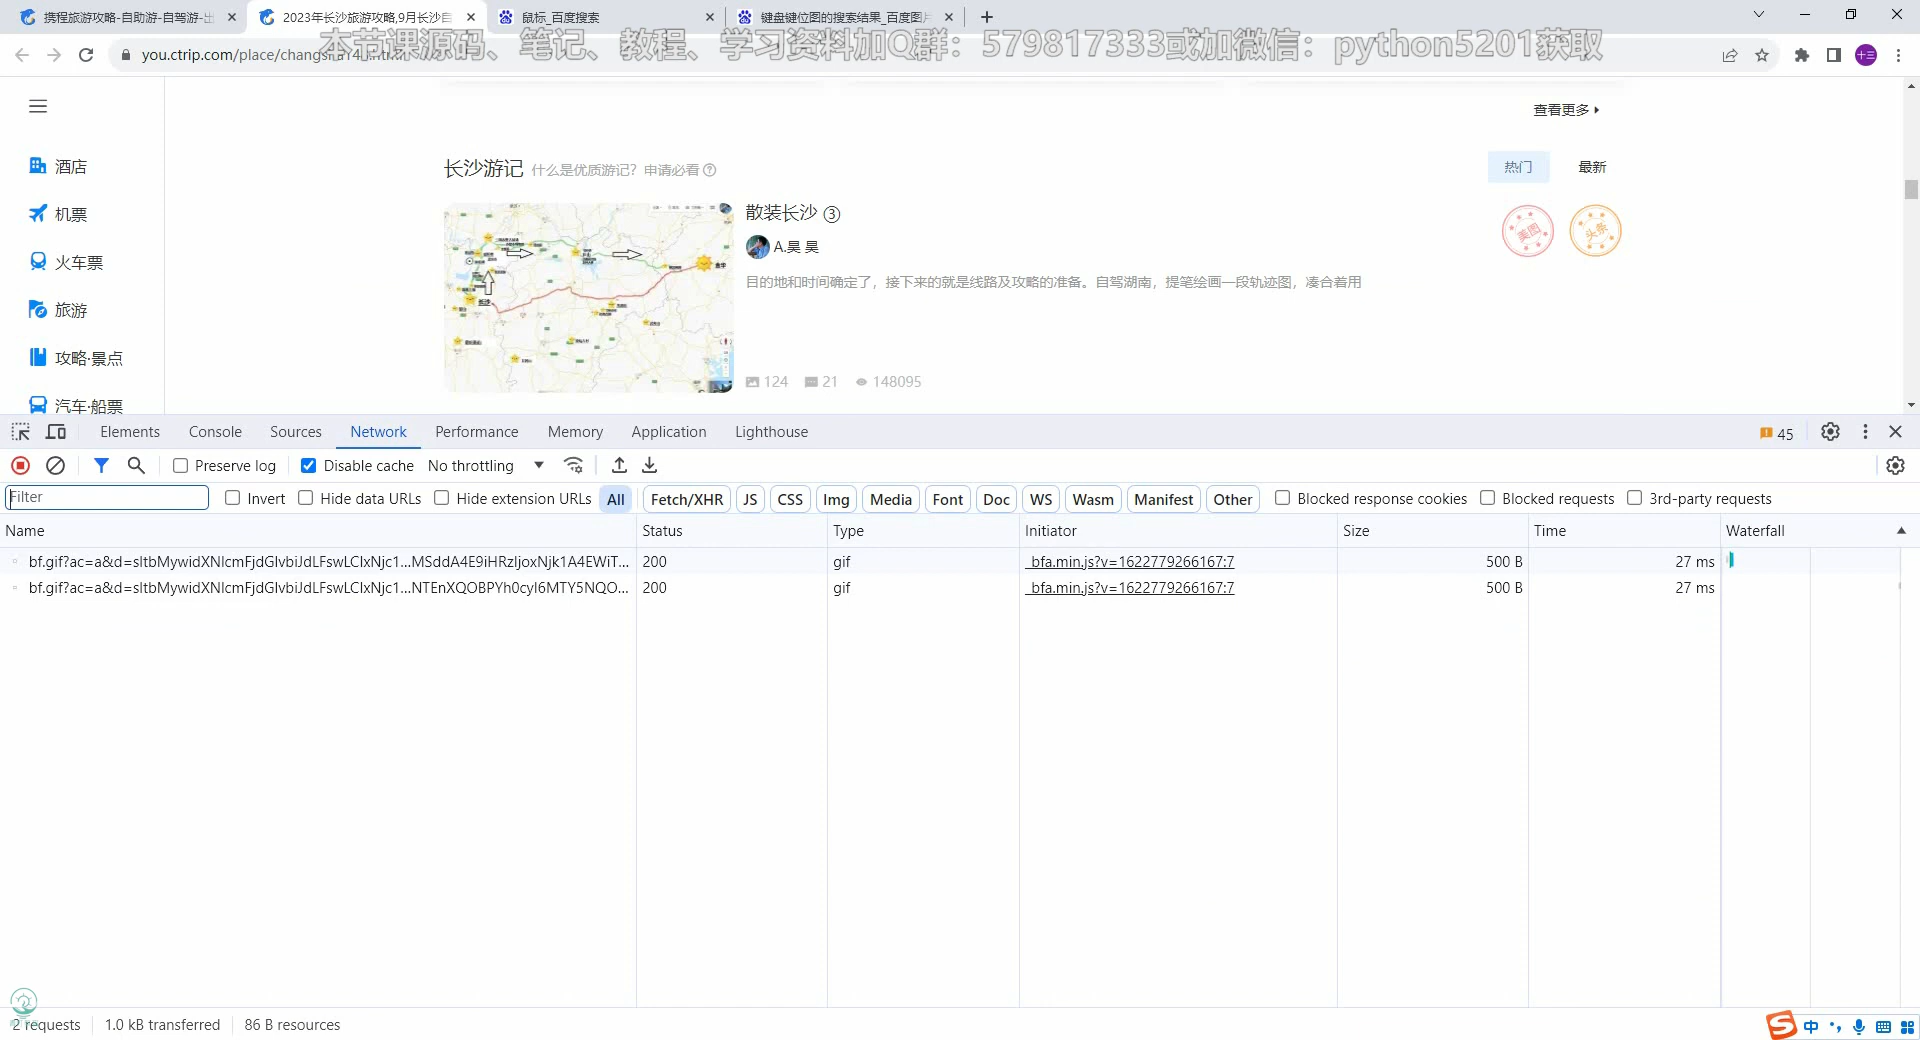 携程旅游攻略-自助游-自驾游-出
2023年长沙旅游攻略,9月长沙自
鼠标_百度搜索
键盘键位图的搜索结果_百度图片
you.ctrip.com/place/changsha14
本节课源码、笔记、教程、学习资料加Q群：579817333或加微信：python5201获取
查看更多
酒店
机票
火车票
旅游
攻略·景点
汽车·船票
长沙游记 什么是优质游记？申请必看
热门 最新
散装长沙 ③
A.昊 昊
目的地和时间确定了，接下来的就是线路及攻略的准备。自驾湖南，提笔绘画一段轨迹图，凑合着用
124 21 148095
美图 头条
长沙
Elements Console Sources Network Performance Memory Application Lighthouse 45
Preserve log Disable cache No throttling
Filter Invert Hide data URLs Hide extension URLs All Fetch/XHR JS CSS Img Media Font Doc WS Wasm Manifest Other Blocked response cookies Blocked requests 3rd-party requests
Name Status Type Initiator Size Time Waterfall
bf.gif?ac=a&d=sltbMywidXNlcmFjdGlvbiJdLFswLClxNjc1...MSddA4E9iHRzIjoxNjk1A4EWiT... 200 gif _bfa.min.js?v=1622779266167:7 500 B 27 ms
bf.gif?ac=a&d=sltbMywidXNlcmFjdGlvbiJdLFswLClxNjc1...NTEnXQOBPYh0cyI6MTY5NQO... 200 gif _bfa.min.js?v=1622779266167:7 500 B 27 ms
2 requests 1.0 kB transferred 86 B resources
中